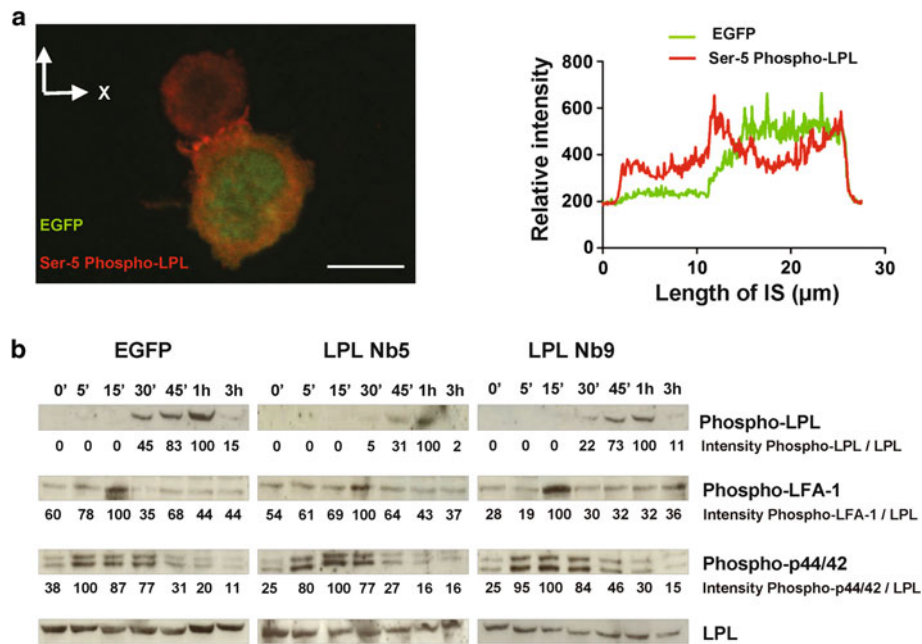 a
X
EGFP
Ser-5 Phospho-LPL
EGFP
Ser-5 Phospho-LPL
Relative intensity
800
600
400
200
0
0 10 20 30
Length of IS (µm)
b
EGFP LPL Nb5 LPL Nb9
0' 5' 15' 30' 45' 1h 3h 0' 5' 15' 30' 45' 1h 3h 0' 5' 15' 30' 45' 1h 3h
Phospho-LPL
0 0 0 45 83 100 15 0 0 0 5 31 100 2 0 0 0 22 73 100 11 Intensity Phospho-LPL / LPL
Phospho-LFA-1
60 78 100 35 68 44 44 54 61 69 100 64 43 37 28 19 100 30 32 32 36 Intensity Phospho-LFA-1 / LPL
Phospho-p44/42
38 100 87 77 31 20 11 25 80 100 77 27 16 16 25 95 100 84 46 30 15 Intensity Phospho-p44/42 / LPL
LPL